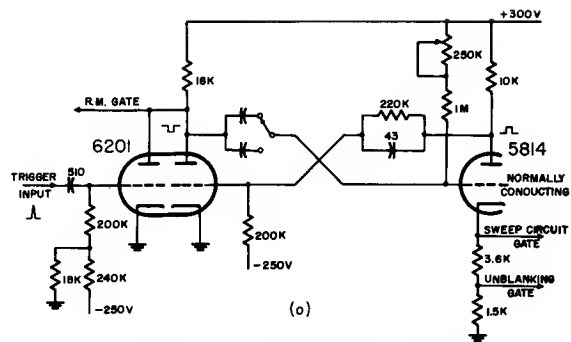 +300V
18K
250K
10K
R.M. GATE
220K
1M
6201
43
5814
TRIGGER INPUT
510
NORMALLY CONDUCTING
200K
200K
SWEEP CIRCUIT GATE
18K
240K
-250V
3.6K
UNBLANKING GATE
-250V
(a)
1.5K